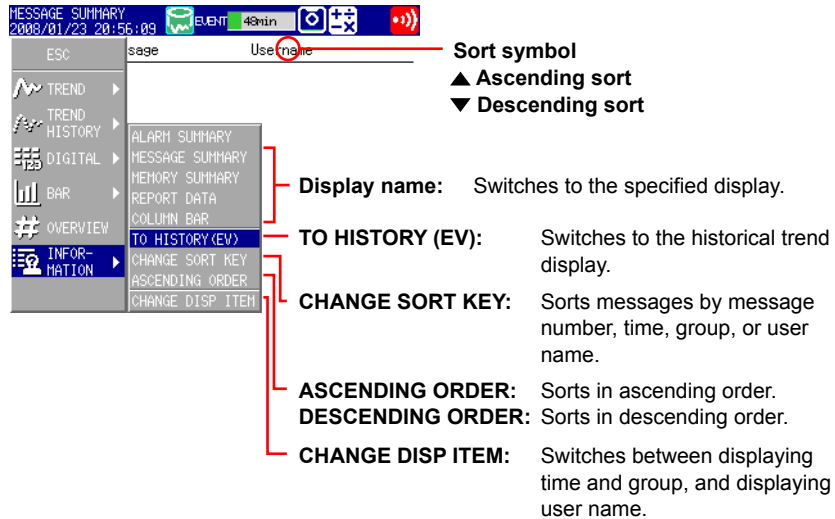 MESSAGE SUMMARY
2008/01/23 20:56:09
EVENT
48min
ESC
sage
Username
Sort symbol
▲ Ascending sort
▼ Descending sort
TREND
TREND
HISTORY
DIGITAL
BAR
OVERVIEW
INFOR-
MATION
ALARM SUMMARY
MESSAGE SUMMARY
MEMORY SUMMARY
REPORT DATA
COLUMN BAR
TO HISTORY(EV)
CHANGE SORT KEY
ASCENDING ORDER
CHANGE DISP ITEM
Display name: Switches to the specified display.
TO HISTORY (EV): Switches to the historical trend
display.
CHANGE SORT KEY: Sorts messages by message
number, time, group, or user
name.
ASCENDING ORDER: Sorts in ascending order.
DESCENDING ORDER: Sorts in descending order.
CHANGE DISP ITEM: Switches between displaying
time and group, and displaying
user name.